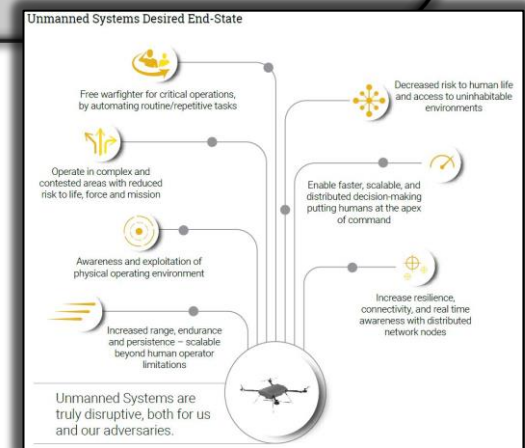 Unmanned Systems Desired End-State
Free warfighter for critical operations,
by automating routine/repetitive tasks
Decreased risk to human life
and access to uninhabitable
environments
Operate in complex and
contested areas with reduced
risk to life, force and mission
Enable faster, scalable, and
distributed decision-making
putting humans at the apex
of command
Awareness and exploitation of
physical operating environment
Increase resilience,
connectivity, and real time
awareness with distributed
network nodes
Increased range, endurance
and persistence – scalable
beyond human operator
limitations
Unmanned Systems are
truly disruptive, both for us
and our adversaries.